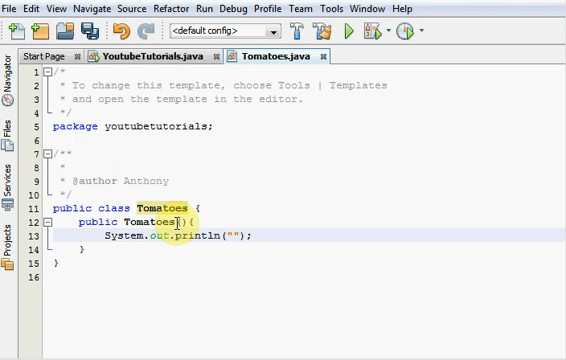 File Edit View Navigate Source Refactor Run Debug Profile Team Tools Window Help
<default config>
Start Page YoutubeTutorials.java Tomatoes.java
Navigator
Files
Services
Projects
1 /*
2 * To change this template, choose Tools | Templates
3 * and open the template in the editor.
4 */
5 package youtubetutorials;
6
7 /**
8 *
9 * @author Anthony
10 */
11 public class Tomatoes {
12 public Tomatoes(){
13 System.out.println("");
14 }
15 }
16